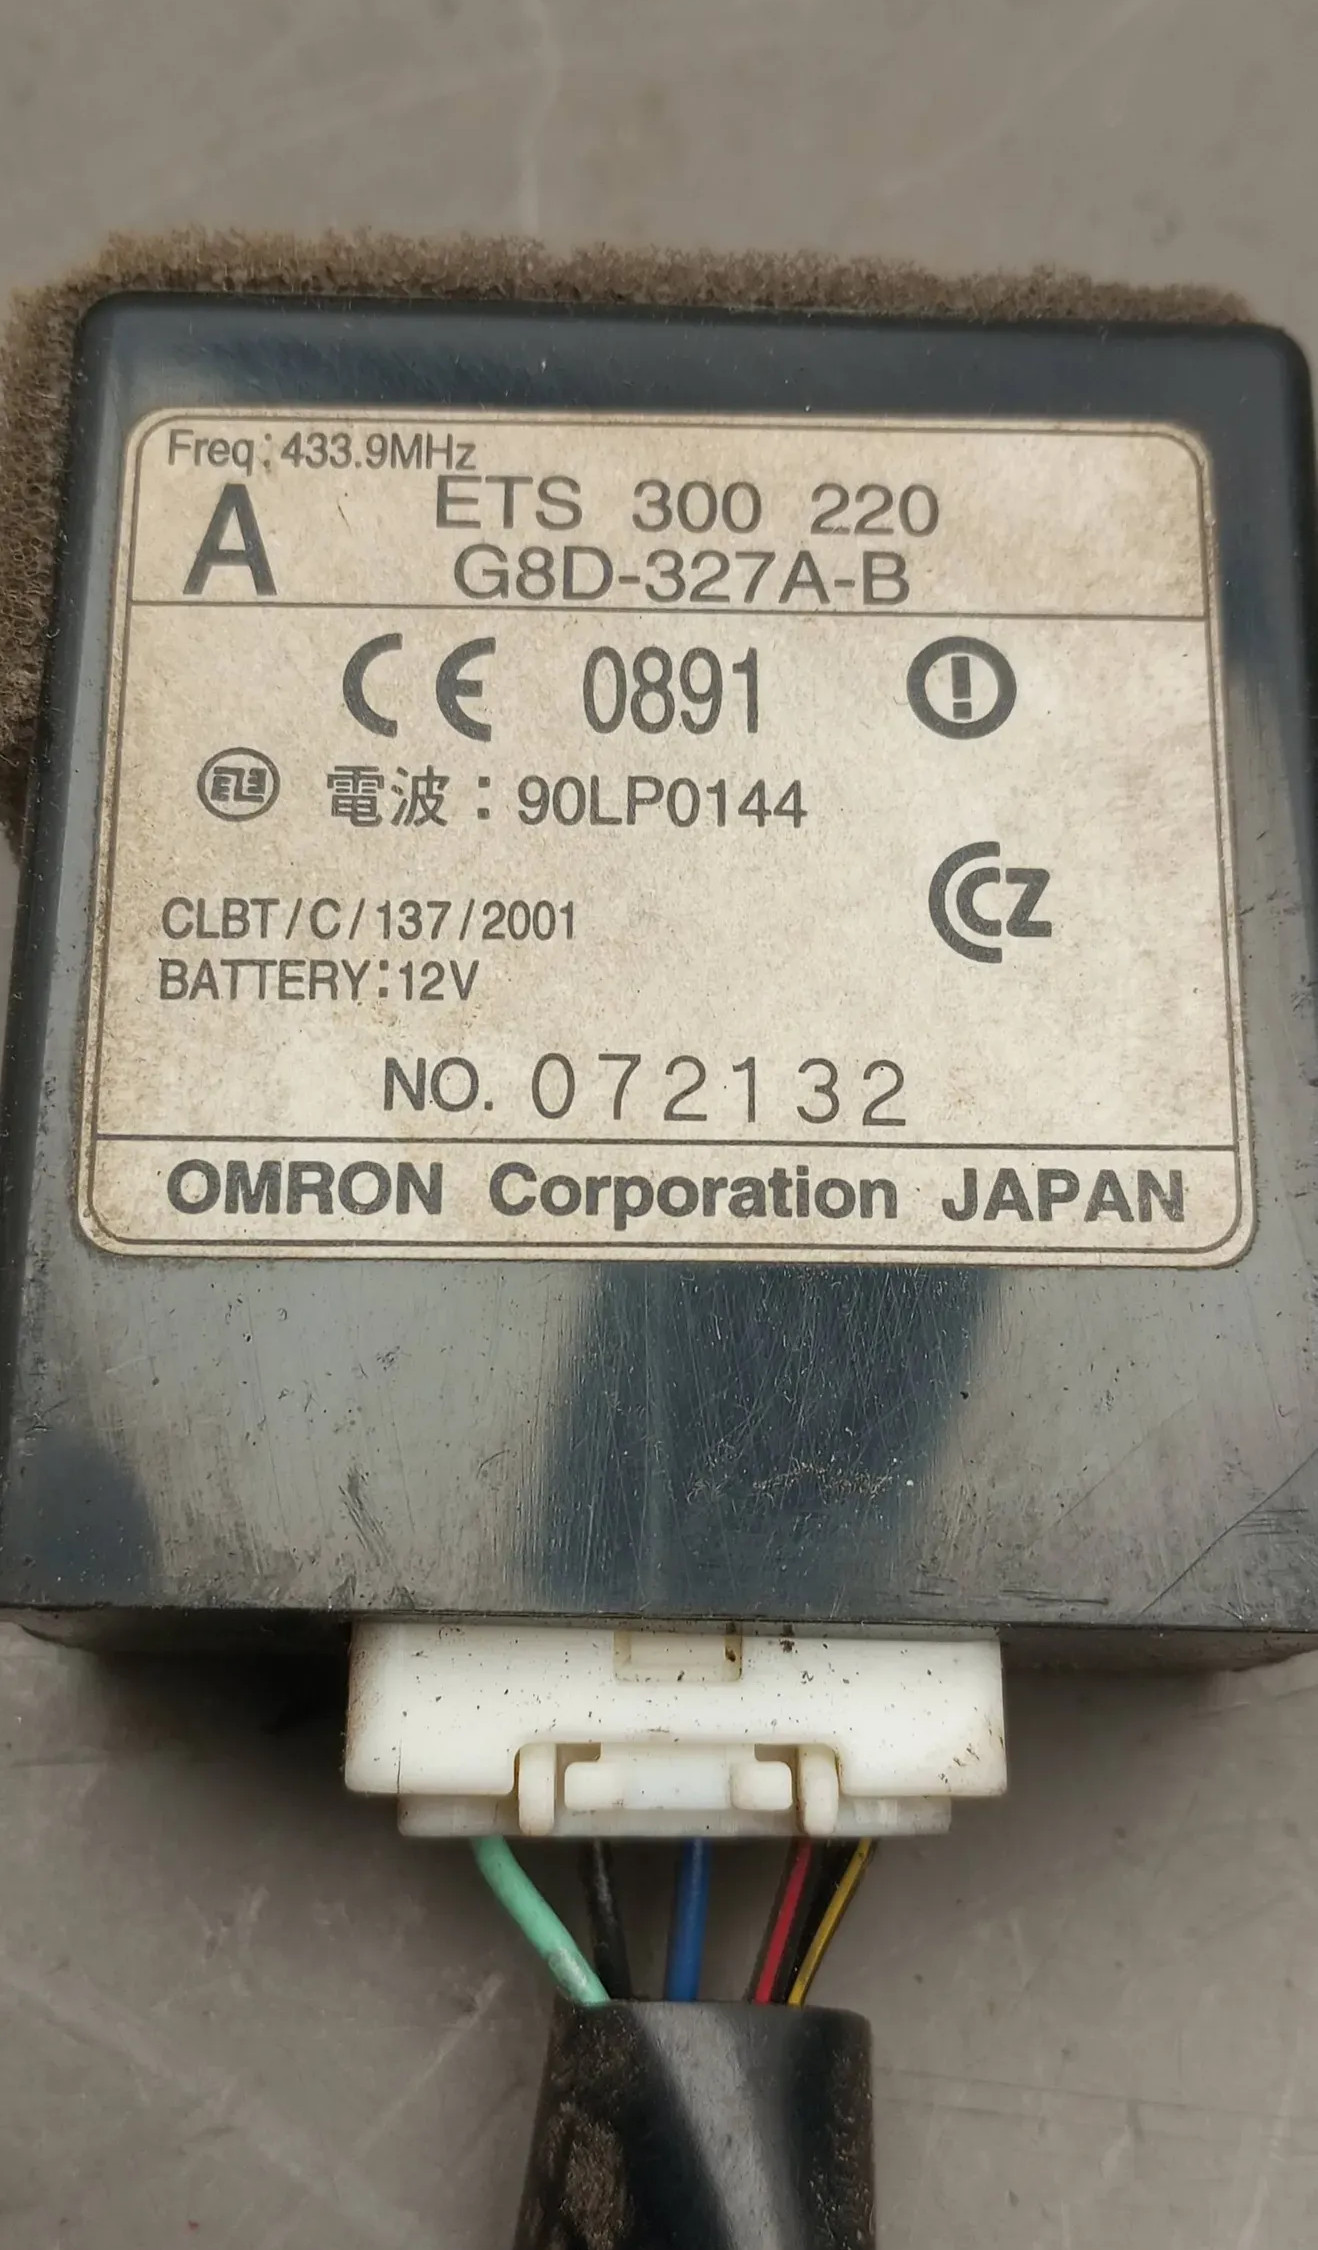 Freq:433.9MHz
A
ETS 300 220
G8D-327A-B
CE 0891
電波:90LP0144
CZ
CLBT/C/137/2001
BATTERY:12V
NO. 072132
OMRON Corporation JAPAN